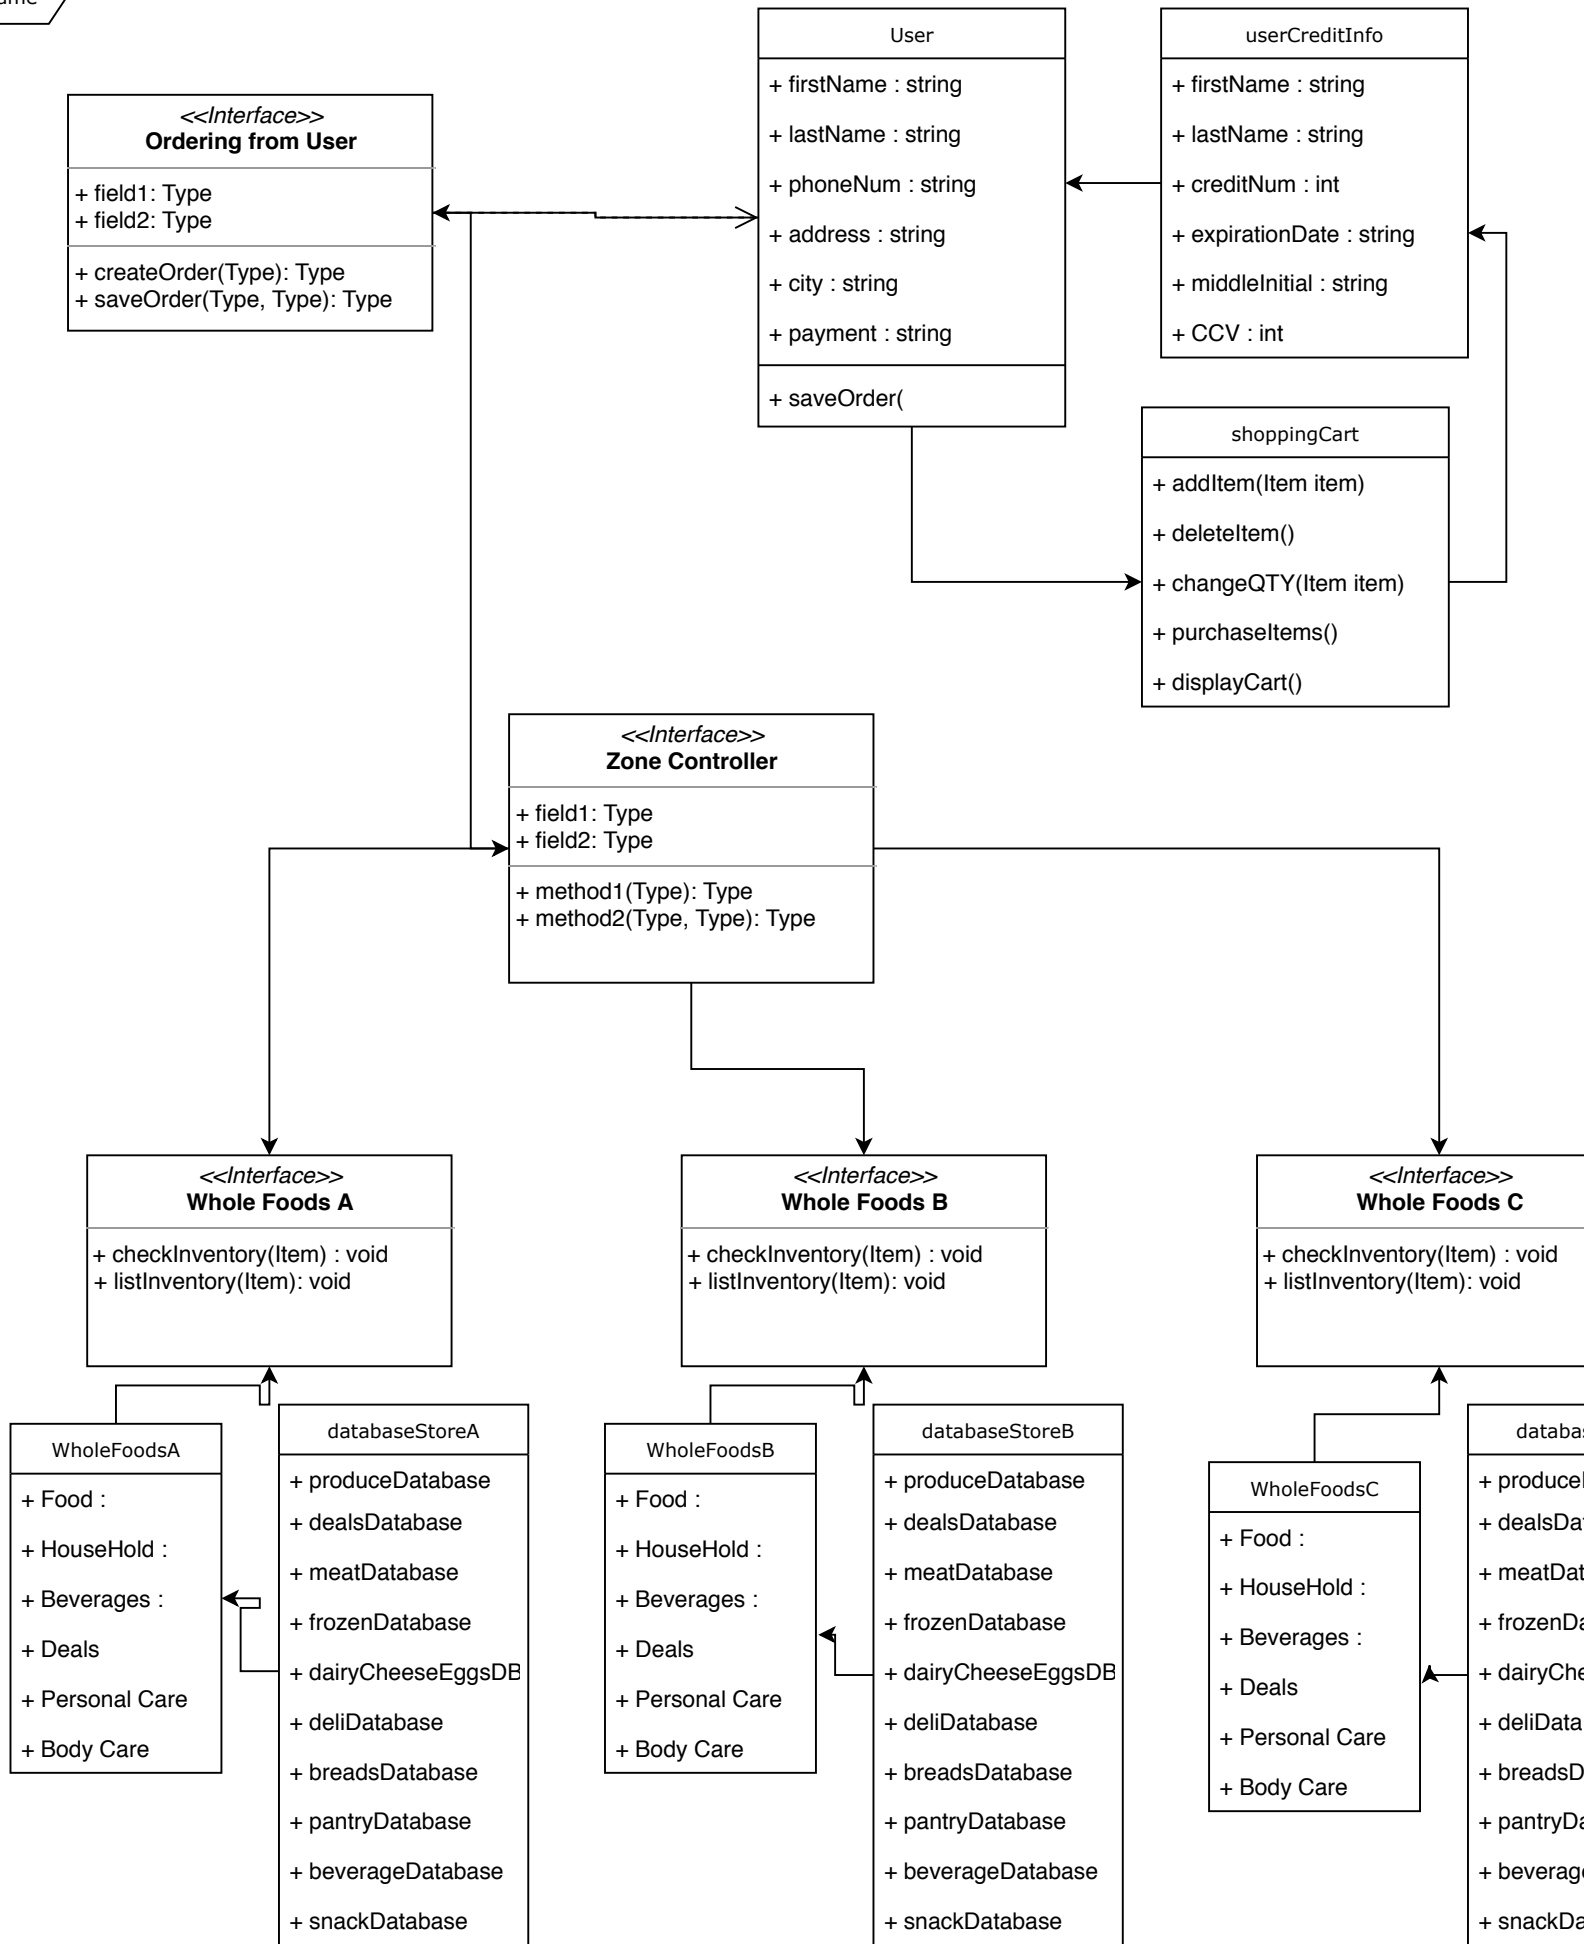 User
+ firstName : string
+ lastName : string
+ phoneNum : string
+ address : string
+ city : string
+ payment : string
+ saveOrder(
userCreditInfo
+ firstName : string
+ lastName : string
+ creditNum : int
+ expirationDate : string
+ middleInitial : string
+ CCV : int
<<Interface>>
Ordering from User
+ field1: Type
+ field2: Type
+ createOrder(Type): Type
+ saveOrder(Type, Type): Type
shoppingCart
+ addItem(Item item)
+ deleteItem()
+ changeQTY(Item item)
+ purchaseItems()
+ displayCart()
<<Interface>>
Zone Controller
+ field1: Type
+ field2: Type
+ method1(Type): Type
+ method2(Type, Type): Type
<<Interface>>
Whole Foods A
+ checkInventory(Item) : void
+ listInventory(Item): void
<<Interface>>
Whole Foods B
+ checkInventory(Item) : void
+ listInventory(Item): void
<<Interface>>
Whole Foods C
+ checkInventory(Item) : void
+ listInventory(Item): void
WholeFoodsA
+ Food :
+ HouseHold :
+ Beverages :
+ Deals
+ Personal Care
+ Body Care
databaseStoreA
+ produceDatabase
+ dealsDatabase
+ meatDatabase
+ frozenDatabase
+ dairyCheeseEggsDB
+ deliDatabase
+ breadsDatabase
+ pantryDatabase
+ beverageDatabase
+ snackDatabase
WholeFoodsB
+ Food :
+ HouseHold :
+ Beverages :
+ Deals
+ Personal Care
+ Body Care
databaseStoreB
+ produceDatabase
+ dealsDatabase
+ meatDatabase
+ frozenDatabase
+ dairyCheeseEggsDB
+ deliDatabase
+ breadsDatabase
+ pantryDatabase
+ beverageDatabase
+ snackDatabase
WholeFoodsC
+ Food :
+ HouseHold :
+ Beverages :
+ Deals
+ Personal Care
+ Body Care